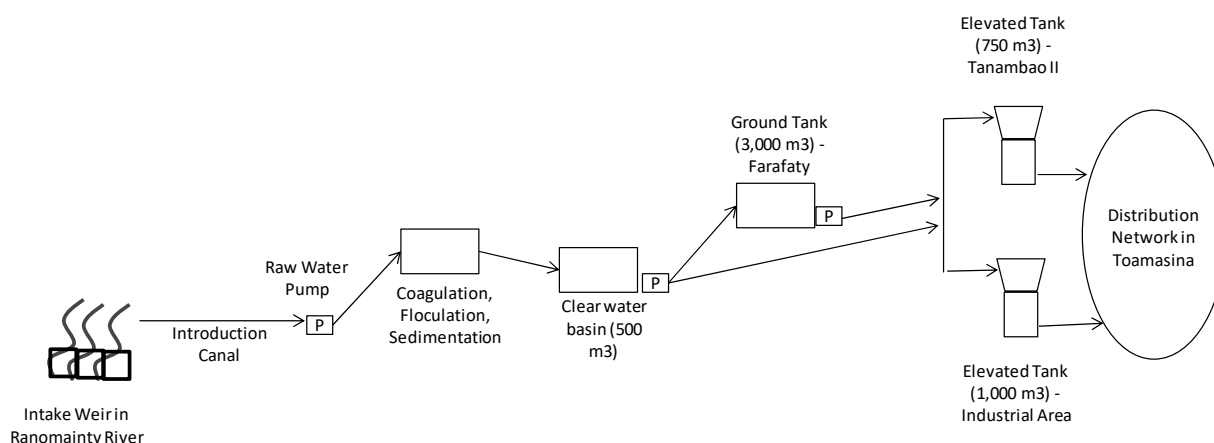 Intake Weir in
Ranomainty River
Introduction
Canal
Raw Water
Pump
P
Coagulation,
Floculation,
Sedimentation
Clear water
basin (500
m3)
P
Ground Tank
(3,000 m3) -
Farafaty
P
Elevated Tank
(750 m3) -
Tanambao II
Elevated Tank
(1,000 m3) -
Industrial Area
Distribution
Network in
Toamasina